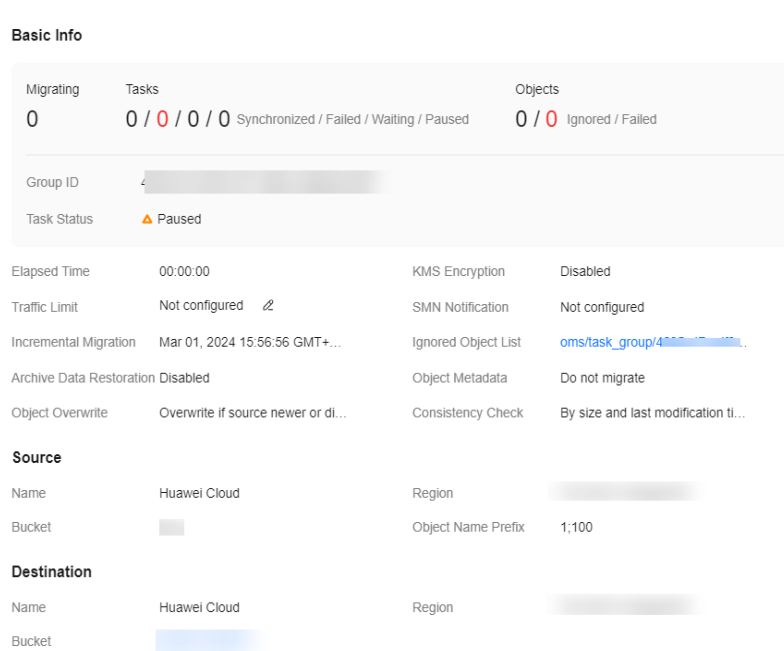 Basic Info
Migrating Tasks Objects
0 0 / 0 / 0 / 0 Synchronized / Failed / Waiting / Paused 0 / 0 Ignored / Failed
Group ID
Task Status Paused
Elapsed Time 00:00:00 KMS Encryption Disabled
Traffic Limit Not configured SMN Notification Not configured
Incremental Migration Mar 01, 2024 15:56:56 GMT+... Ignored Object List oms/task_group/4
Archive Data Restoration Disabled Object Metadata Do not migrate
Object Overwrite Overwrite if source newer or di... Consistency Check By size and last modification ti...
Source
Name Huawei Cloud Region
Bucket Object Name Prefix 1;100
Destination
Name Huawei Cloud Region
Bucket